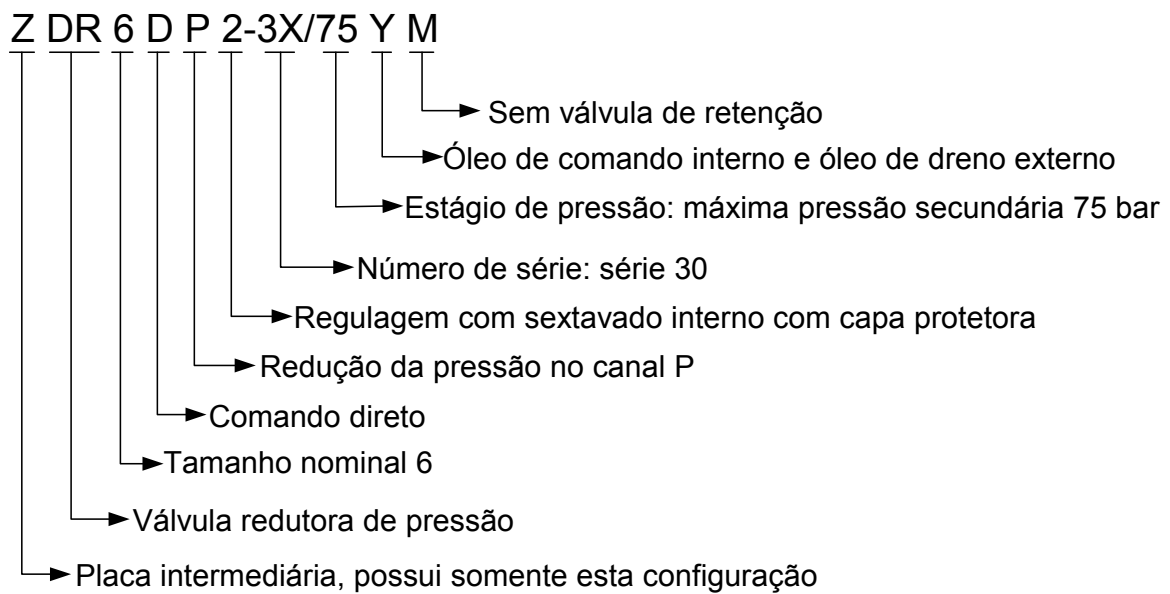 Z DR 6 D P 2-3X/75 Y M
Sem válvula de retenção
Óleo de comando interno e óleo de dreno externo
Estágio de pressão: máxima pressão secundária 75 bar
Número de série: série 30
Regulagem com sextavado interno com capa protetora
Redução da pressão no canal P
Comando direto
Tamanho nominal 6
Válvula redutora de pressão
Placa intermediária, possui somente esta configuração